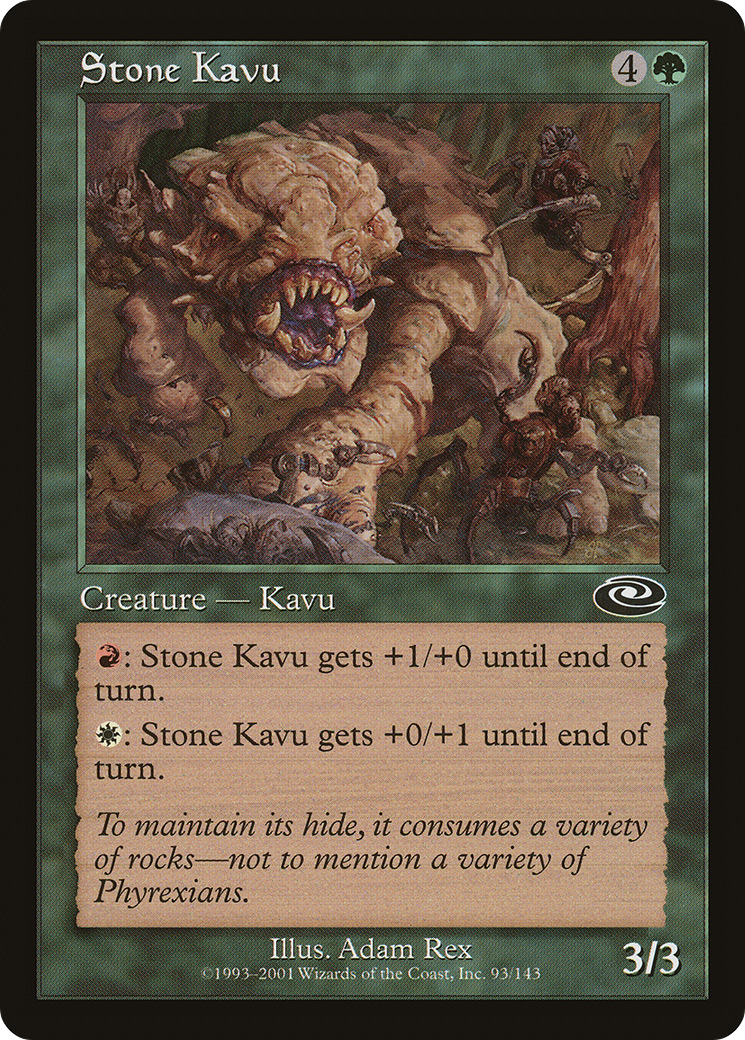 Stone Kavu 4
Creature — Kavu
: Stone Kavu gets +1/+0 until end of
turn.
: Stone Kavu gets +0/+1 until end of
turn.
To maintain its hide, it consumes a variety
of rocks—not to mention a variety of
Phyrexians.
Illus. Adam Rex
©1993–2001 Wizards of the Coast, Inc. 93/143
3/3